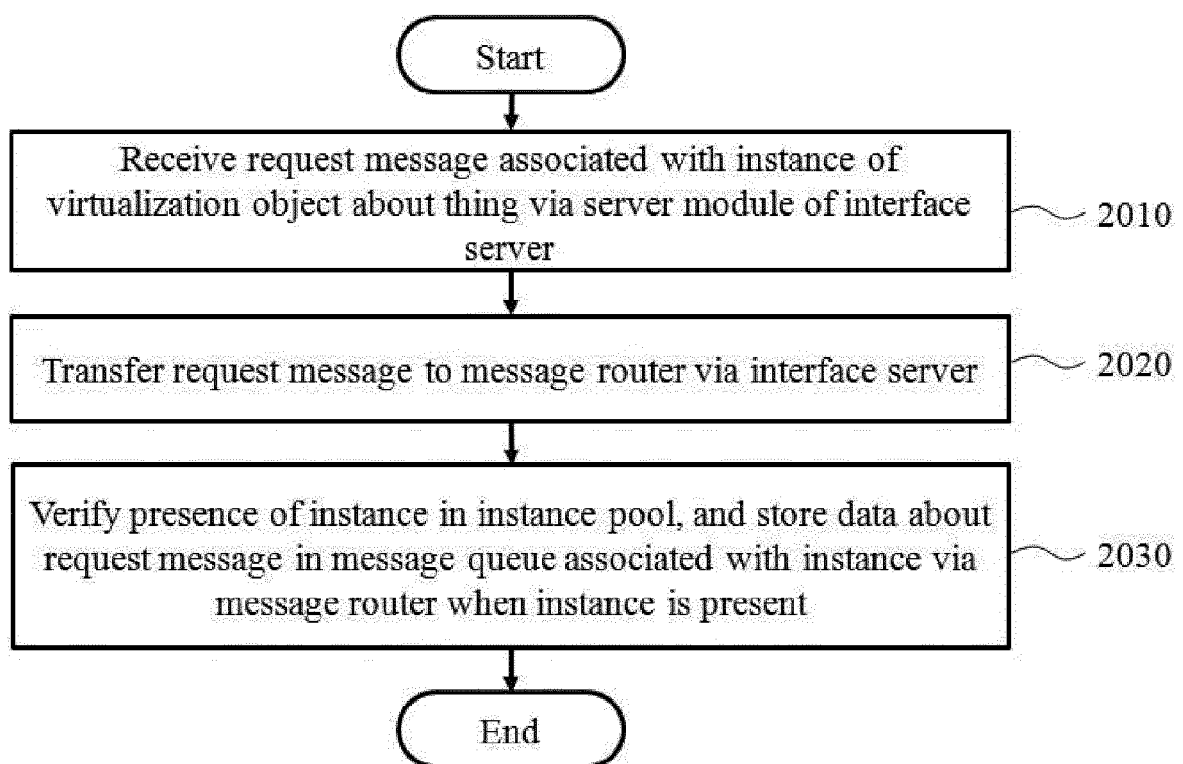 Start
Receive request message associated with instance of
virtualization object about thing via server module of interface
server
2010
Transfer request message to message router via interface server
2020
Verify presence of instance in instance pool, and store data about
request message in message queue associated with instance via
message router when instance is present
2030
End